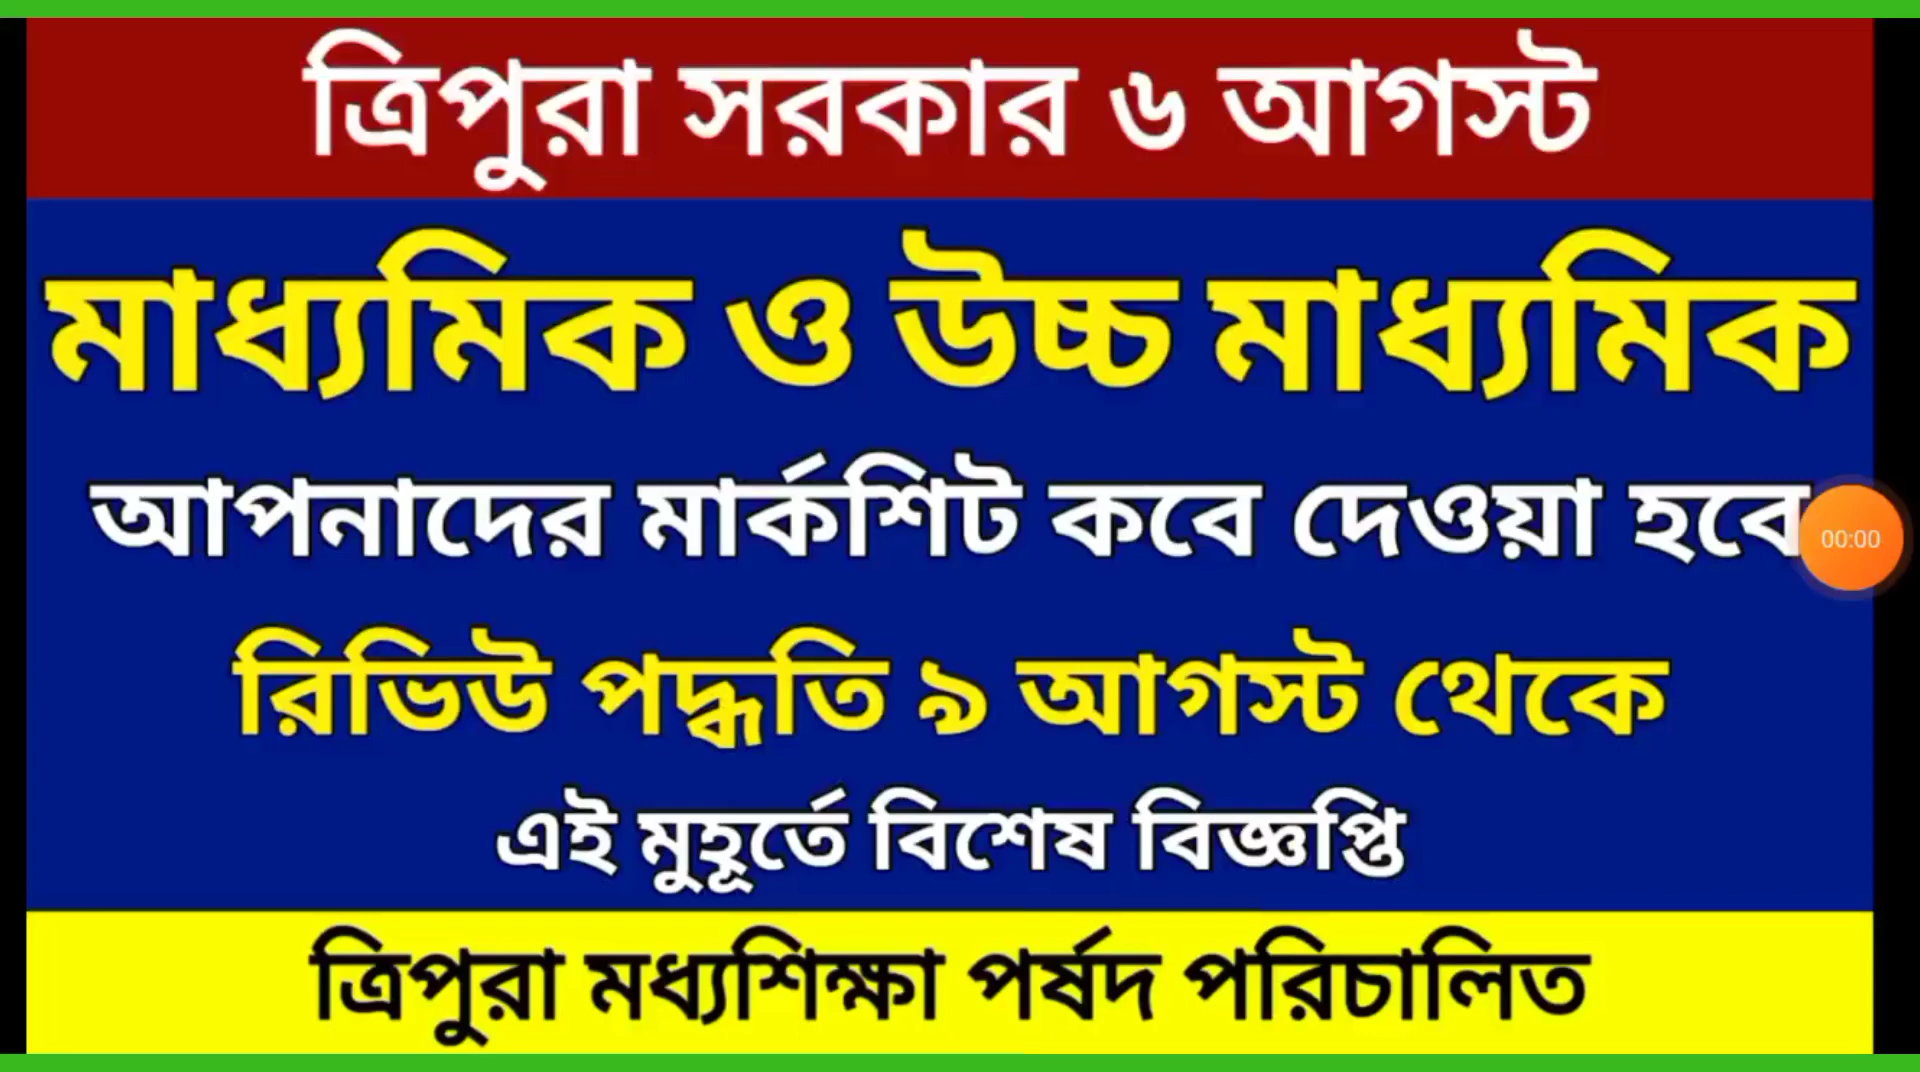 ত্রিপুরা সরকার ৬ আগস্ট
মাধ্যমিক ও উচ্চ মাধ্যমিক
আপনাদের মার্কশিট কবে দেওয়া হবে
00:00
রিভিউ পদ্ধতি ৯ আগস্ট থেকে
এই মুহূর্তে বিশেষ বিজ্ঞপ্তি
ত্রিপুরা মধ্যশিক্ষা পর্ষদ পরিচালিত